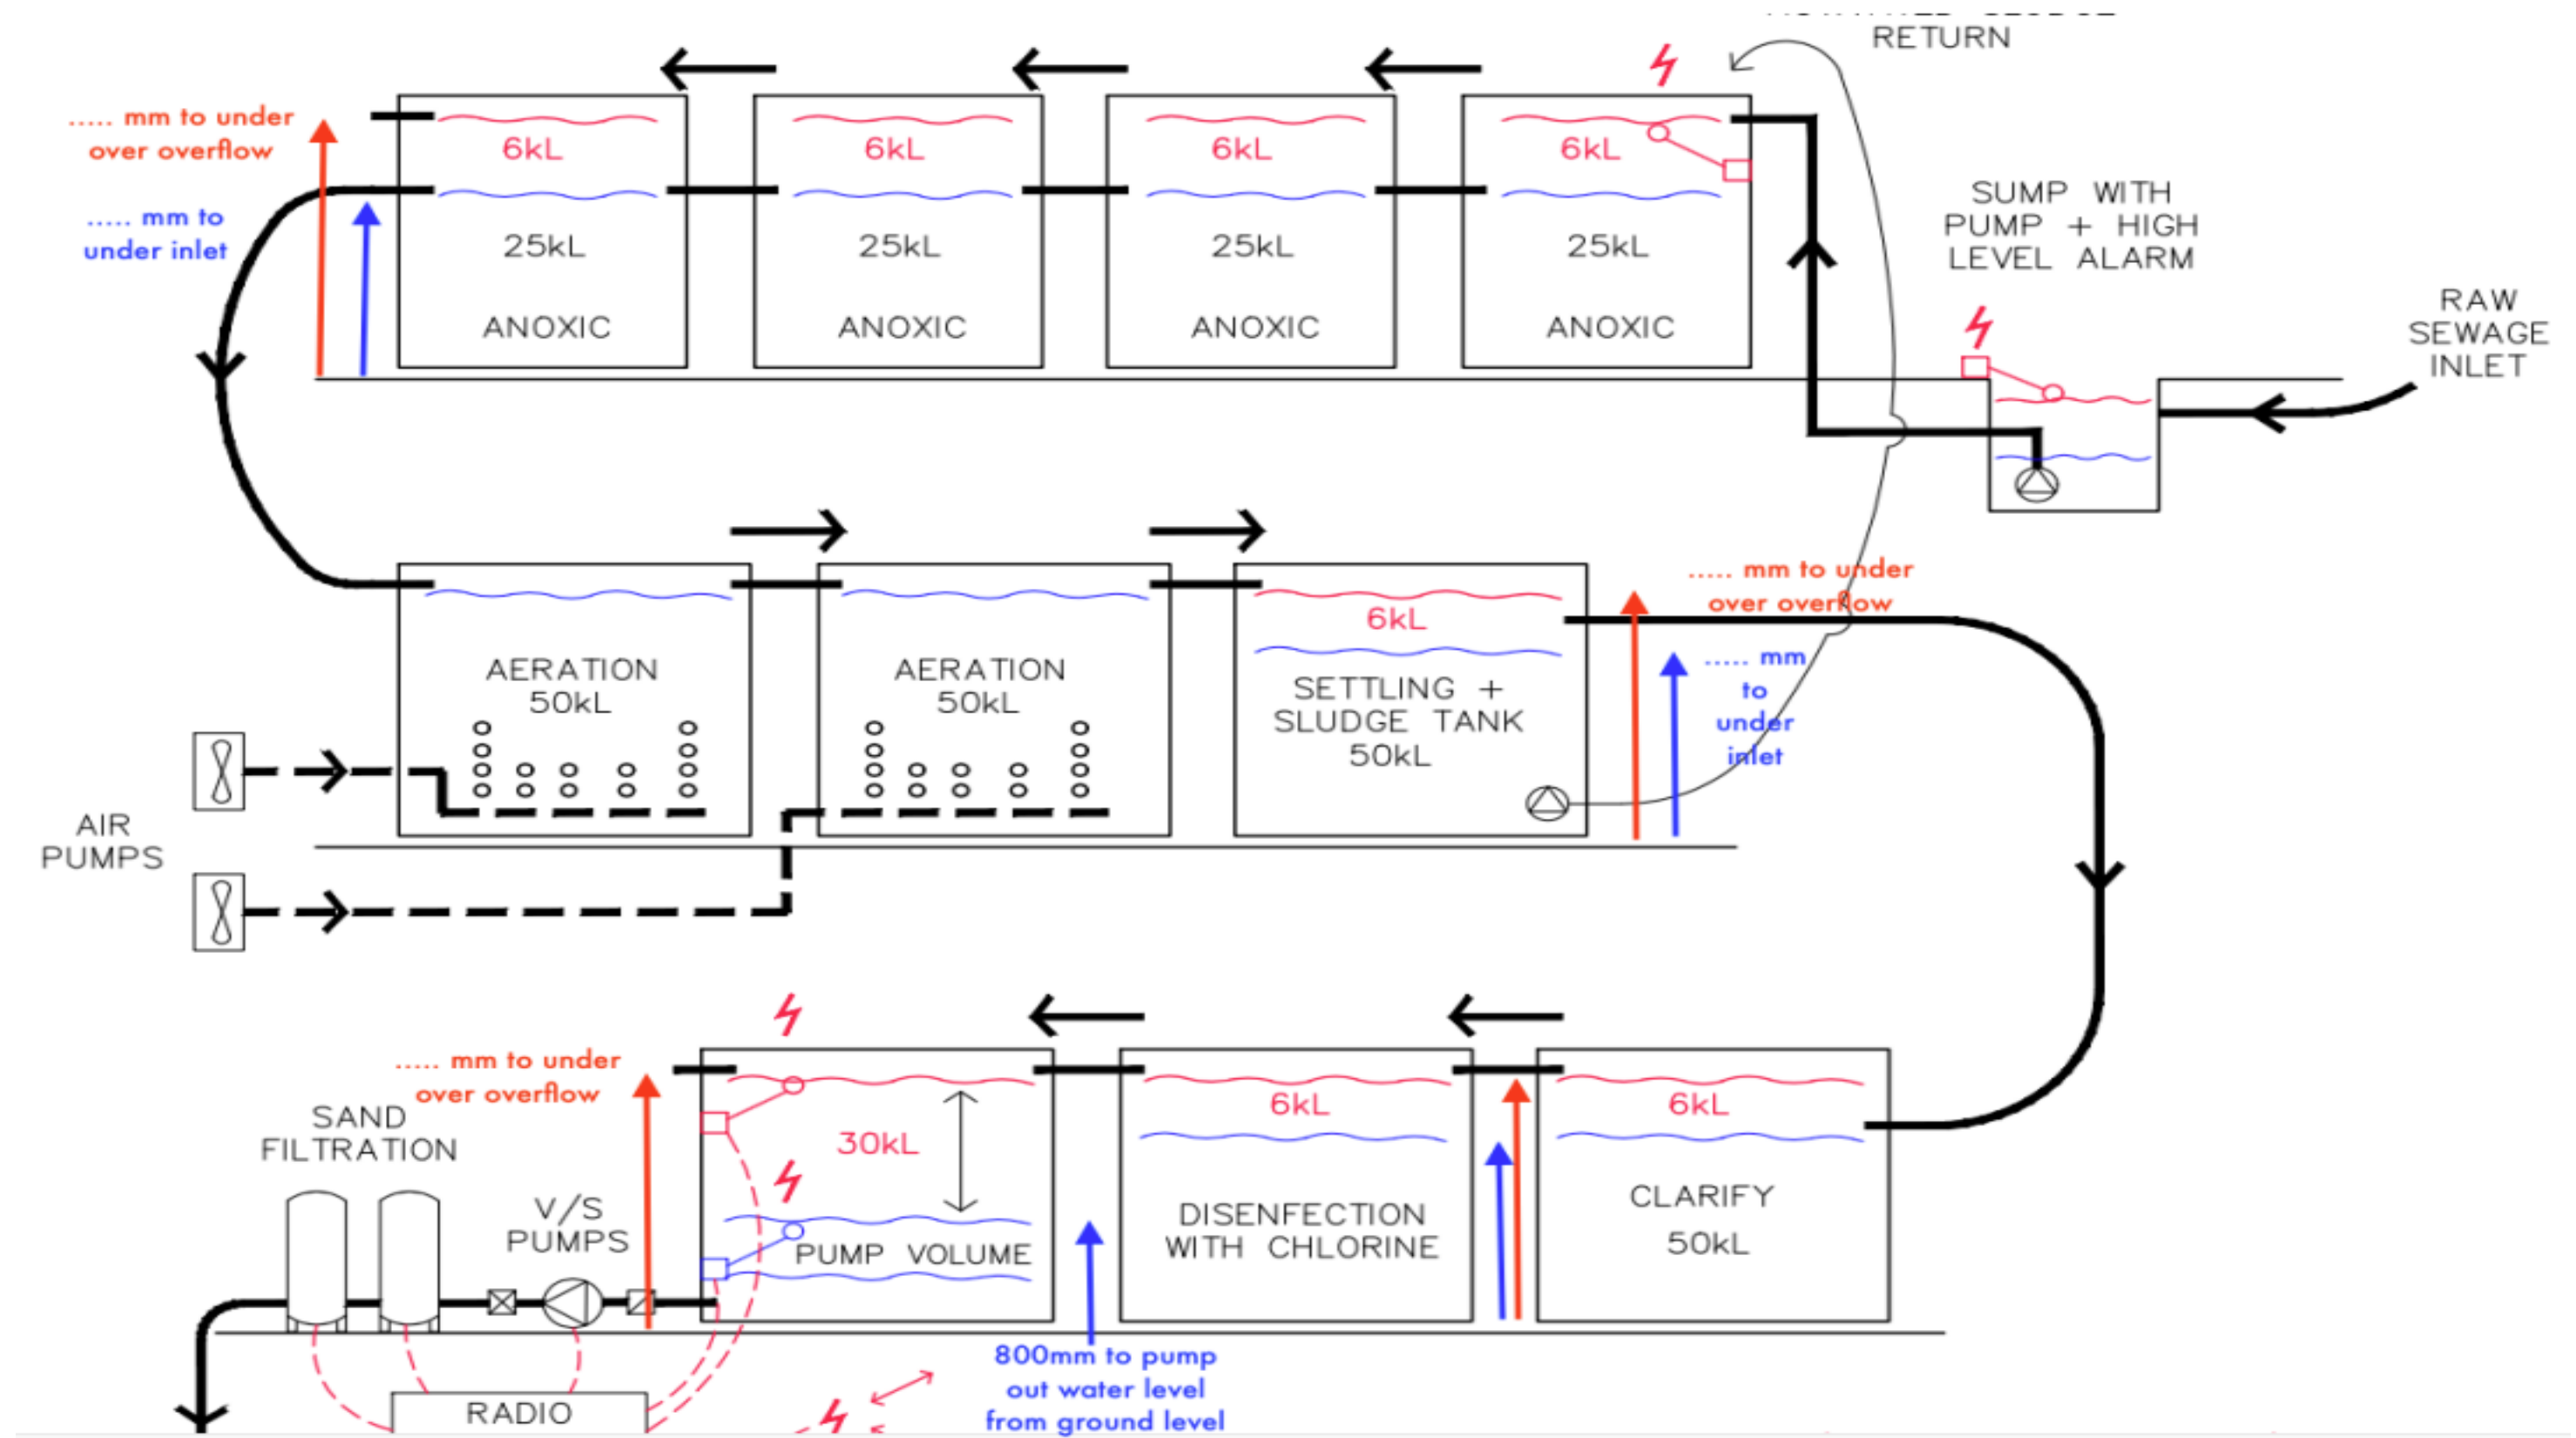 RETURN
..... mm to under
over overflow
6kL
6kL
6kL
6kL
..... mm to
under inlet
25kL
25kL
25kL
25kL
ANOXIC
ANOXIC
ANOXIC
ANOXIC
SUMP WITH
PUMP + HIGH
LEVEL ALARM
RAW
SEWAGE
INLET
AERATION
50kL
AERATION
50kL
6kL
SETTLING +
SLUDGE TANK
50kL
..... mm to under
over overflow
..... mm
to
under
inlet
AIR
PUMPS
..... mm to under
over overflow
SAND
FILTRATION
V/S
PUMPS
30kL
PUMP VOLUME
6kL
DISENFECTION
WITH CHLORINE
6kL
CLARIFY
50kL
800mm to pump
out water level
from ground level
RADIO